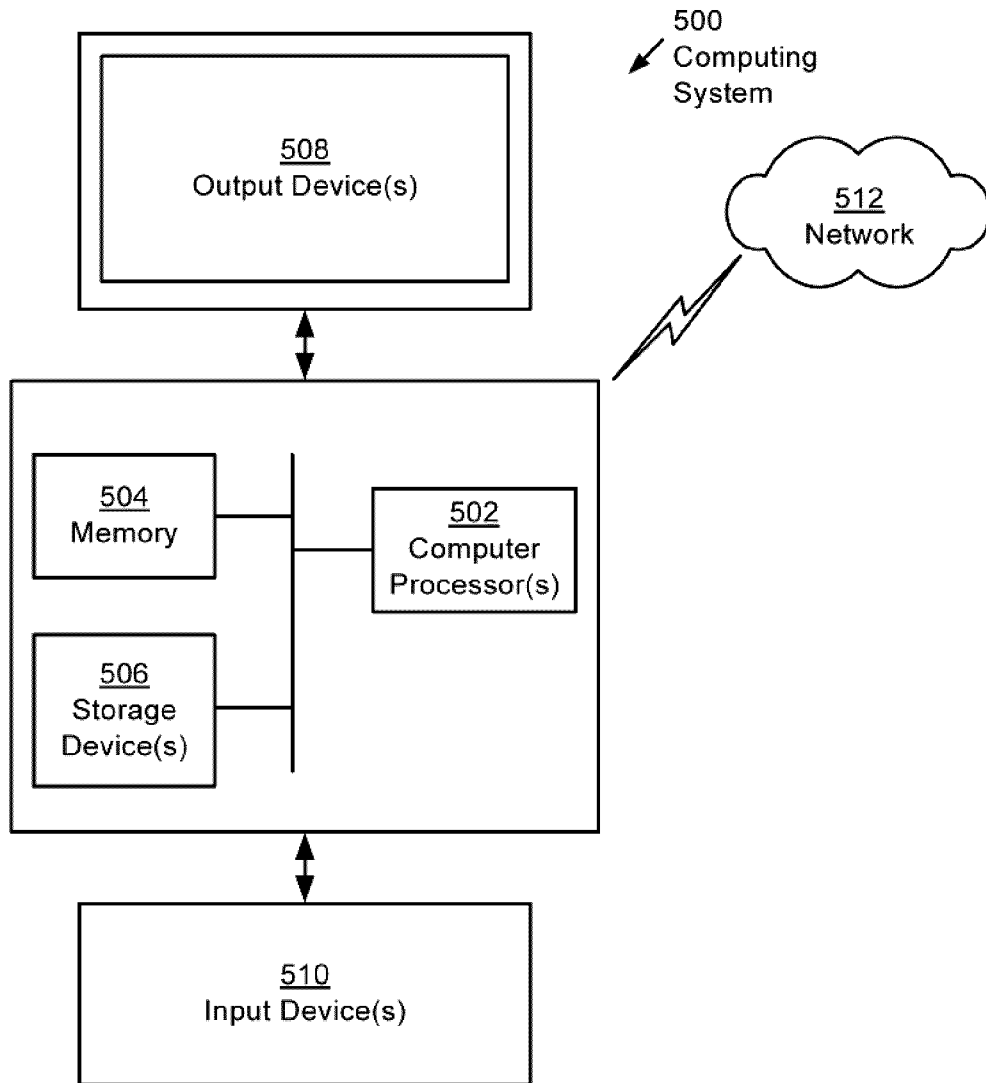 500
Computing
System
508
Output Device(s)
512
Network
504
Memory
502
Computer
Processor(s)
506
Storage
Device(s)
510
Input Device(s)